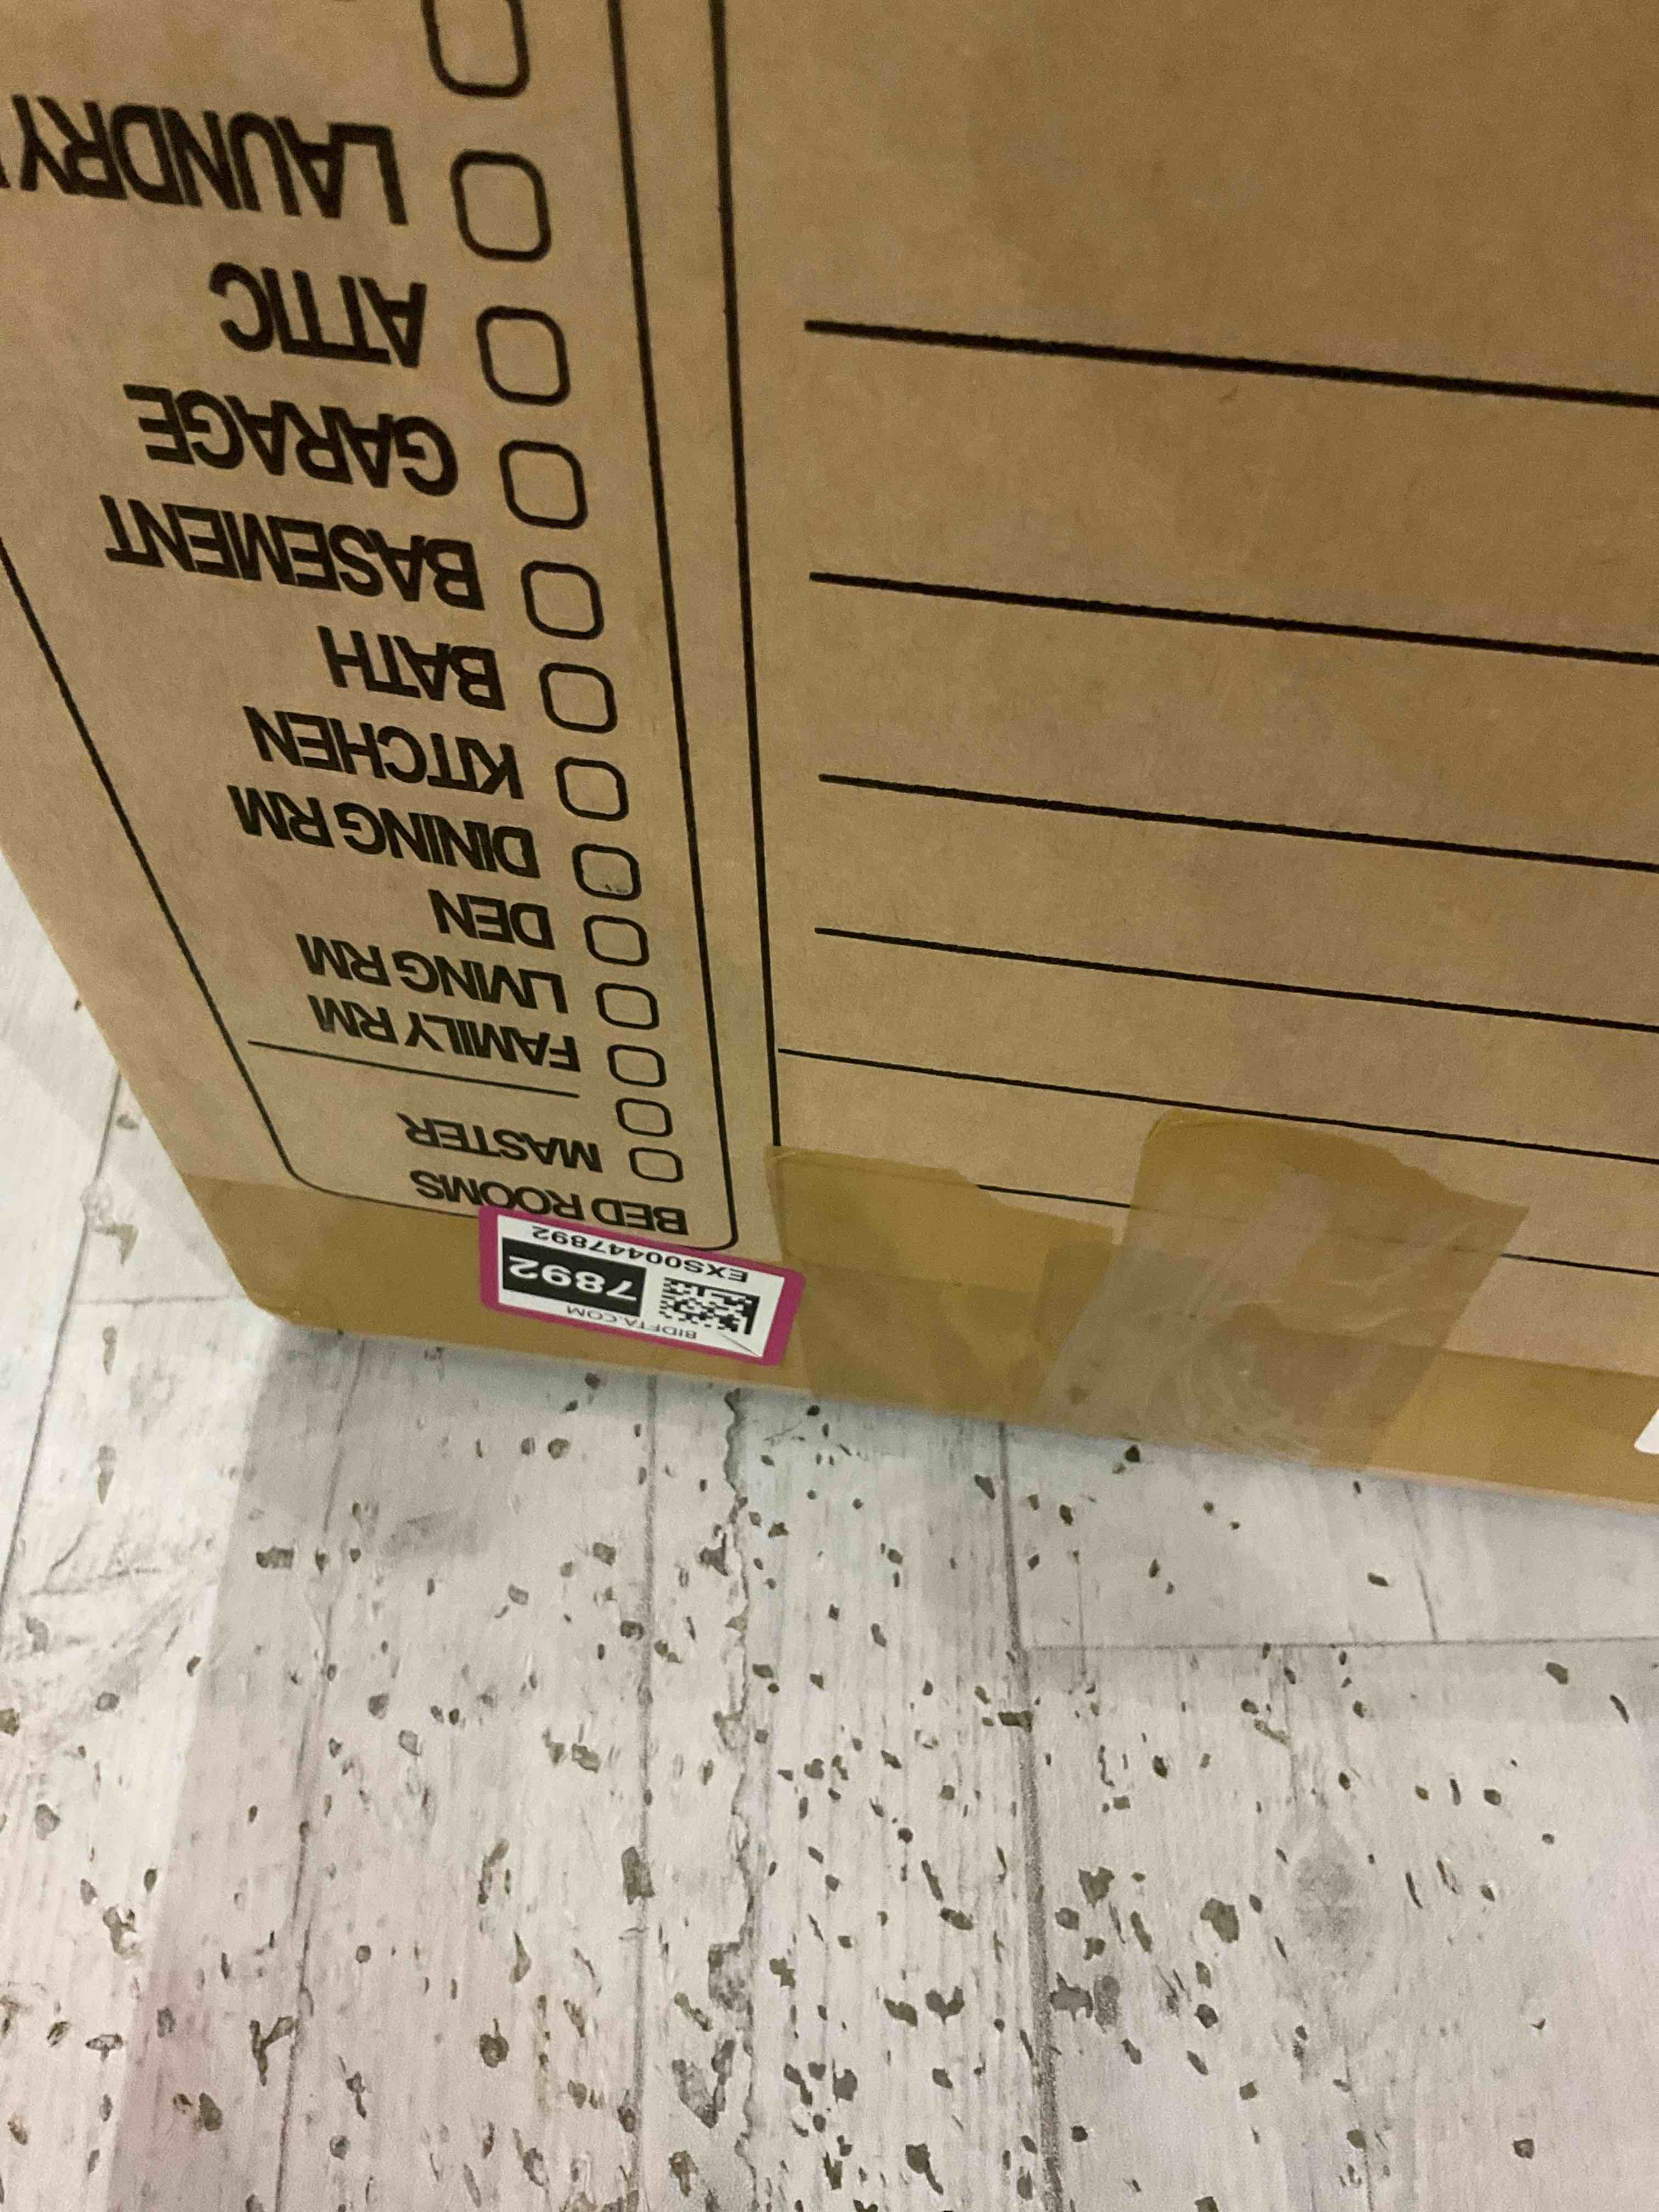 BIDFTA.COM
7892
EXS00447892
BED ROOMS
MASTER
FAMILY RM
LIVING RM
DEN
DINING RM
KITCHEN
BATH
BASEMENT
GARAGE
ATTIC
LAUNDRY